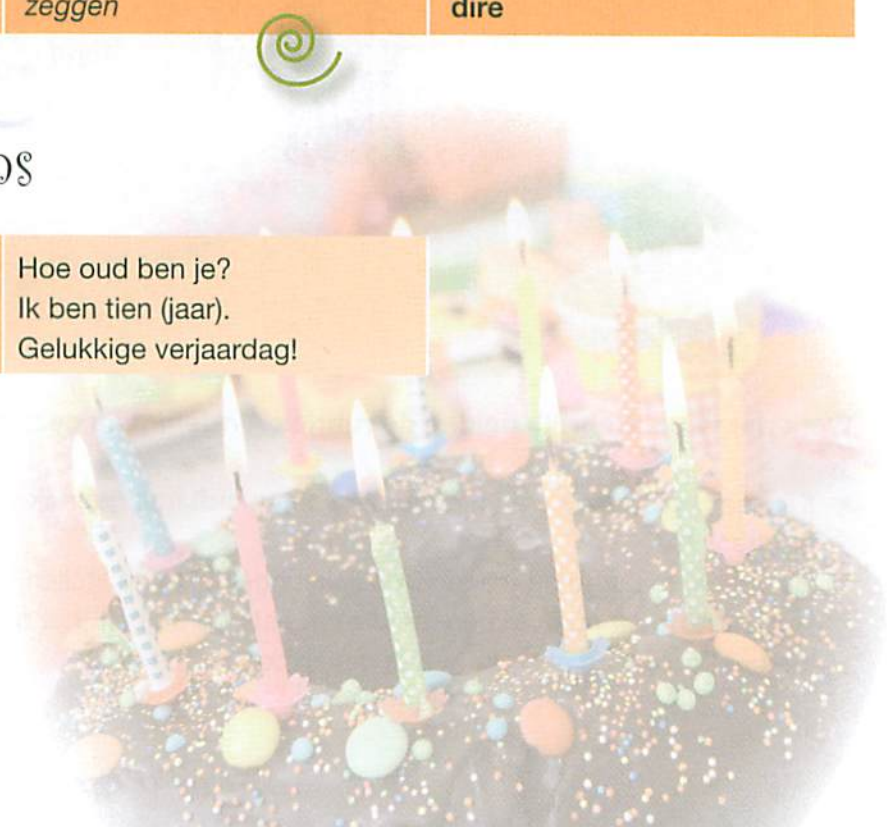 zeggen
dire
Hoe oud ben je?
Ik ben tien (jaar).
Gelukkige verjaardag!